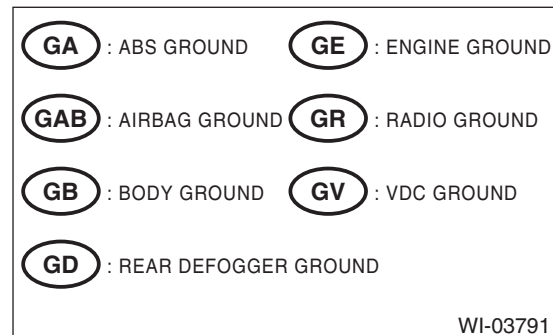 GA : ABS GROUND GE : ENGINE GROUND
GAB : AIRBAG GROUND GR : RADIO GROUND
GB : BODY GROUND GV : VDC GROUND
GD : REAR DEFOGGER GROUND
WI-03791